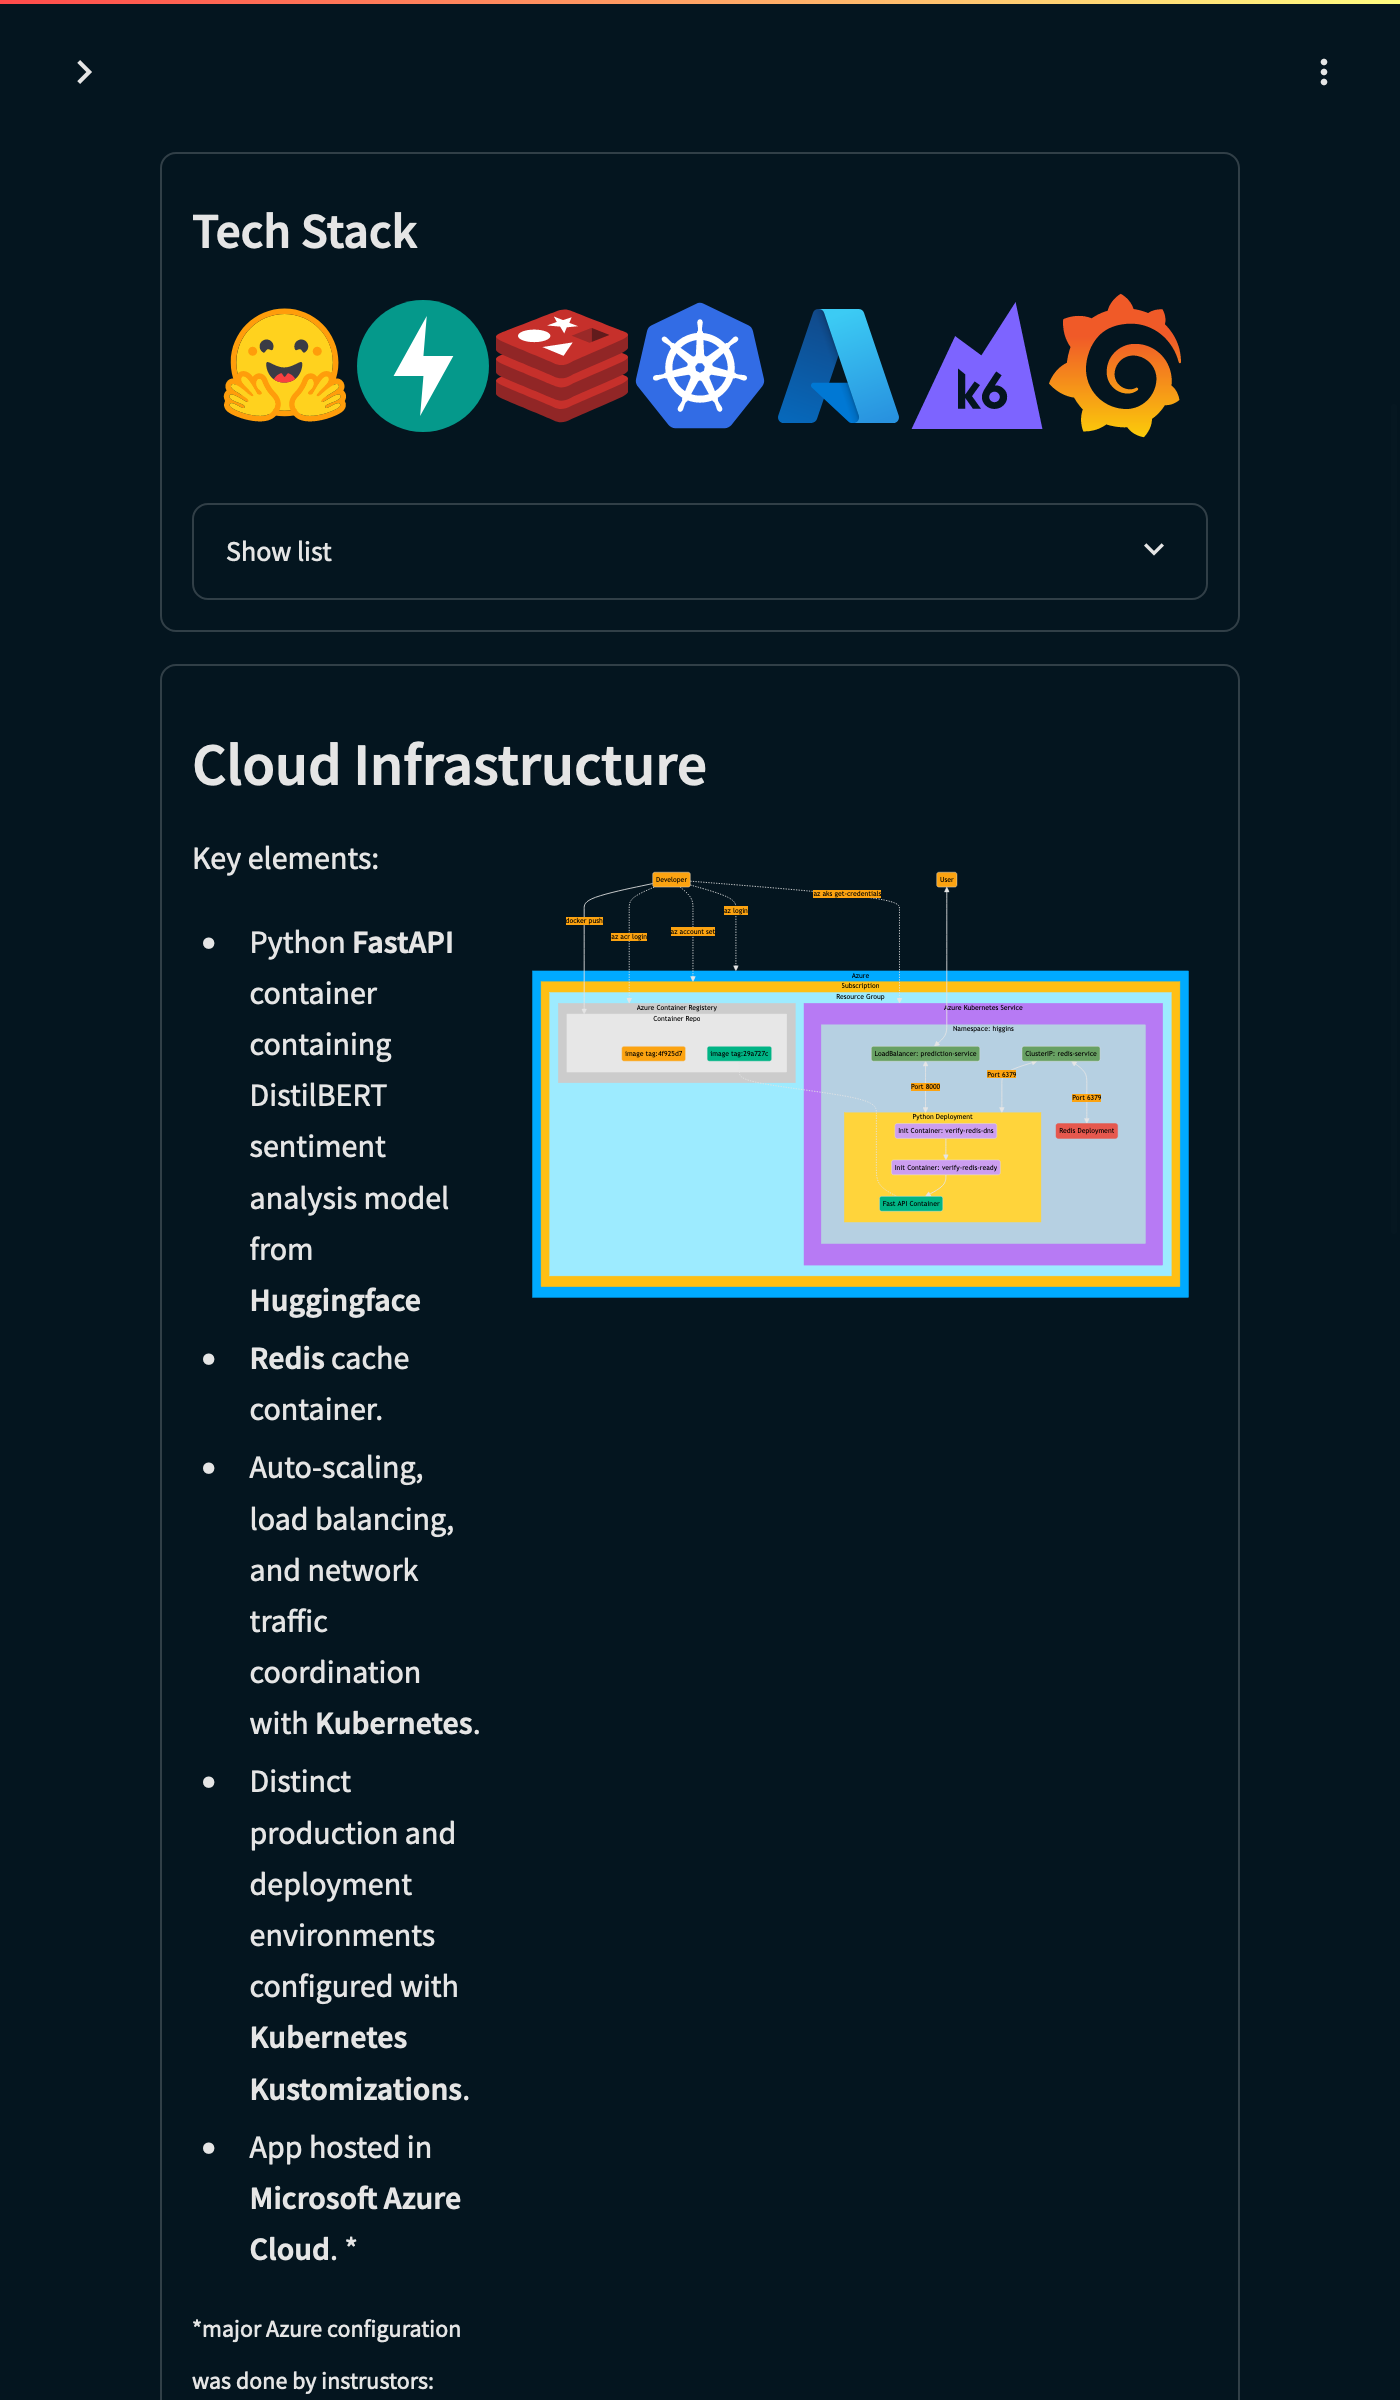 Tech Stack
k6
Show list
Cloud Infrastructure
Key elements:
Python FastAPI
container
containing
DistilBERT
sentiment
analysis model
from
Huggingface
Redis cache
container.
Auto-scaling,
load balancing,
and network
traffic
coordination
with Kubernetes.
Distinct
production and
deployment
environments
configured with
Kubernetes
Kustomizations.
App hosted in
Microsoft Azure
Cloud. *
*major Azure configuration
was done by instrustors:
Developer
User
az aks get-credentials
az login
docker push
az account set
az acr login
Azure
Subscription
Resource Group
Azure Container Registery
Container Repo
Image tag:4f925d7
Image tag:29a727c
Azure Kubernetes Service
Namespace: higgins
LoadBalancer: prediction-service
ClusterIP: redis-service
Port 6379
Port 8000
Port 6379
Python Deployment
Init Container: verify-redis-dns
Redis Deployment
Init Container: verify-redis-ready
Fast API Container